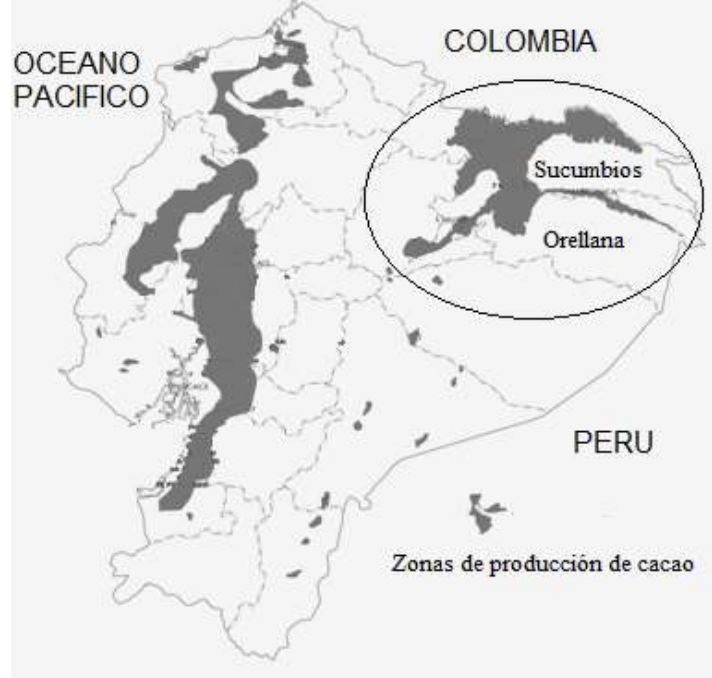 COLOMBIA
OCEANO
PACIFICO
Sucumbios
Orellana
PERU
Zonas de producción de cacao